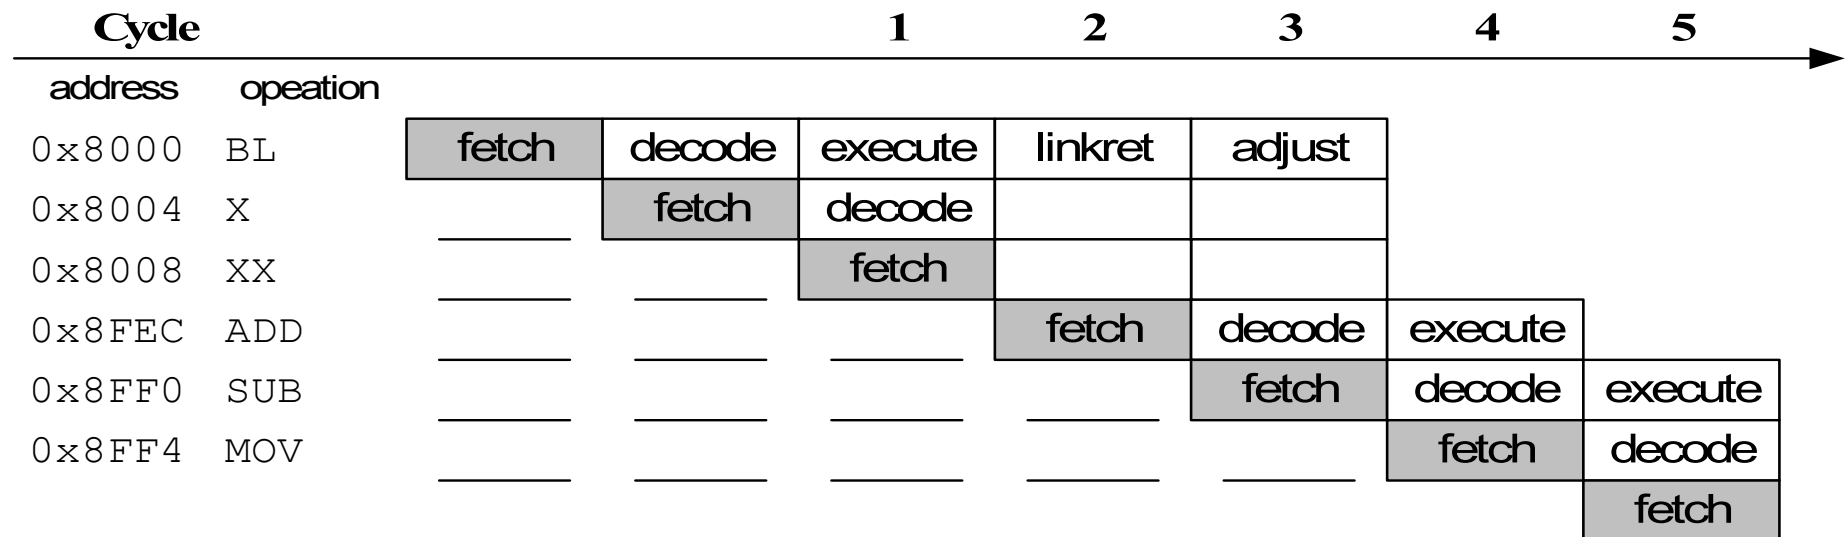 Cycle 1 2 3 4 5
address opeation
0x8000 BL fetch decode execute linkret adjust
0x8004 X fetch decode
0x8008 XX fetch
0x8FEC ADD fetch decode execute
0x8FF0 SUB fetch decode execute
0x8FF4 MOV fetch decode
fetch